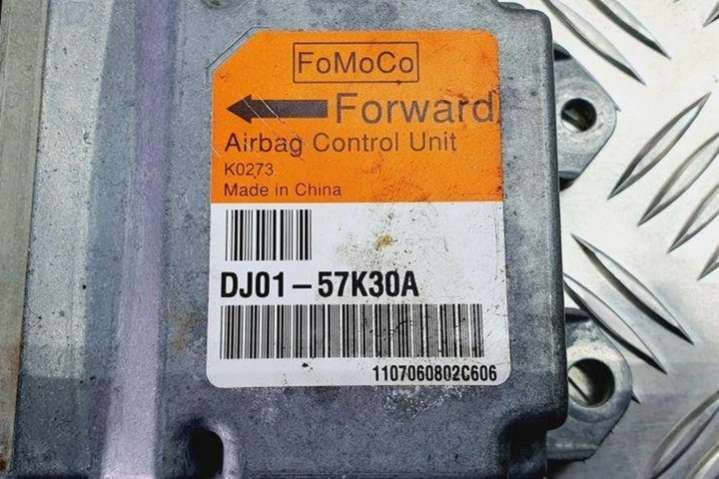 FoMoCo
Forward
Airbag Control Unit
K0273
Made in China
DJ01-57K30A
1107060802C606